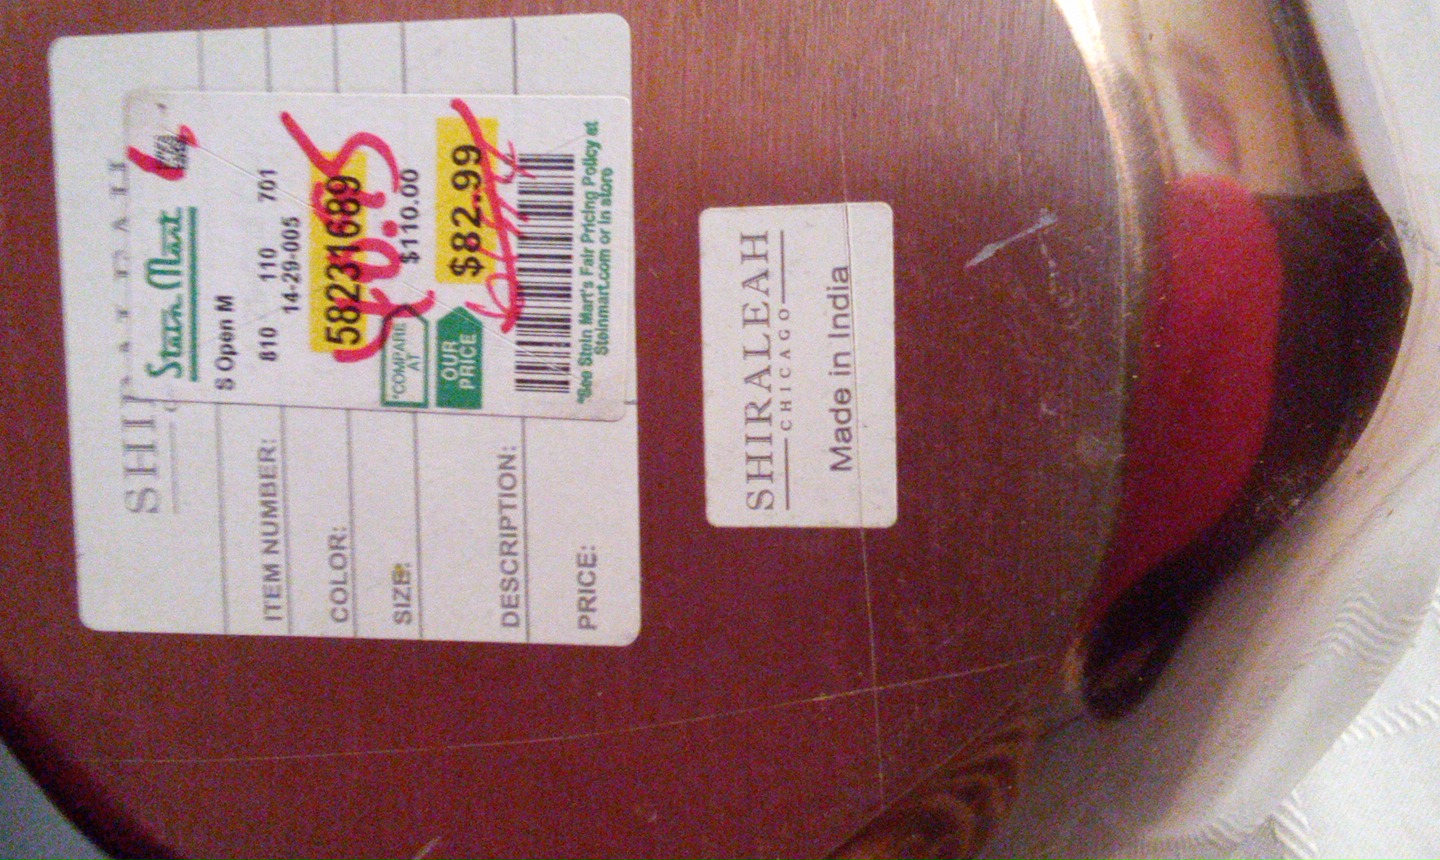 Stein Mart
S Open M
810 110 701
14-29-005
58231689
*COMPARE AT $110.00
OUR PRICE $82.99
*See Stein Mart's Fair Pricing Policy at
Steinmart.com or in store
ITEM NUMBER:
COLOR:
SIZE:
DESCRIPTION:
PRICE:
SHIRALEAH
CHICAGO
Made in India